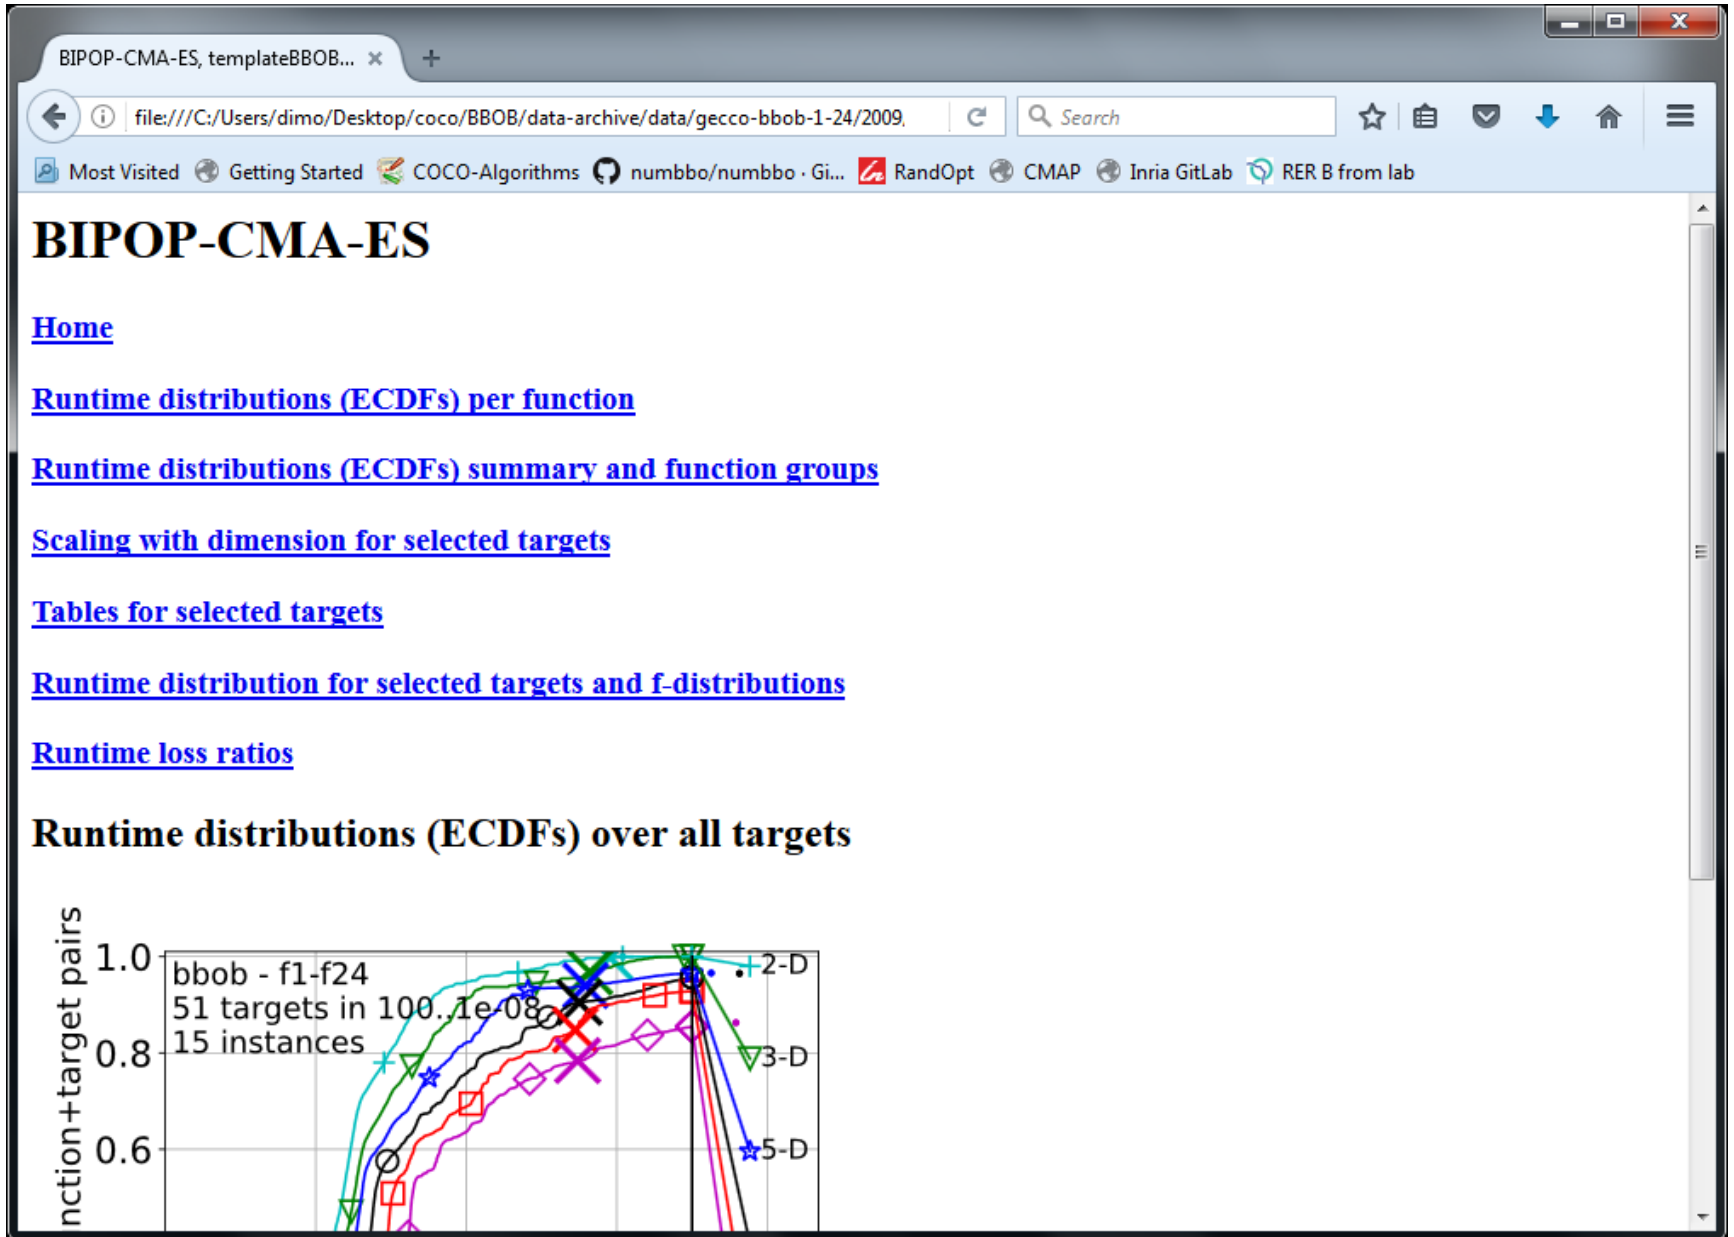 BIPOP-CMA-ES, templateBBOB...
file:///C:/Users/dimo/Desktop/coco/BBOB/data-archive/data/gecco-bbob-1-24/2009,
Search
Most Visited Getting Started COCO-Algorithms numbbo/numbbo · Gi... RandOpt CMAP Inria GitLab RER B from lab
BIPOP-CMA-ES
Home
Runtime distributions (ECDFs) per function
Runtime distributions (ECDFs) summary and function groups
Scaling with dimension for selected targets
Tables for selected targets
Runtime distribution for selected targets and f-distributions
Runtime loss ratios
Runtime distributions (ECDFs) over all targets
nction+target pairs
1.0
0.8
0.6
bbob - f1-f24
51 targets in 100..1e-08
15 instances
2-D
3-D
5-D